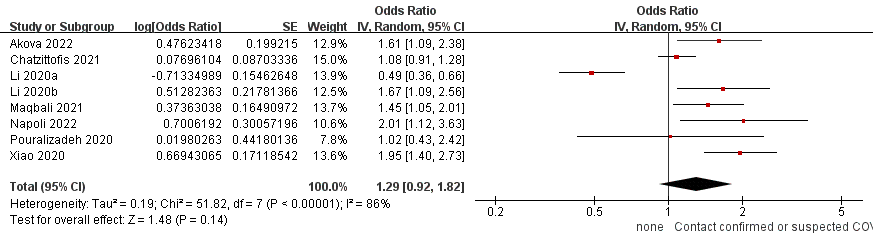 Odds Ratio Odds Ratio
Study or Subgroup log[Odds Ratio] SE Weight IV, Random, 95% CI IV, Random, 95% CI
Akova 2022 0.47623418 0.199215 12.9% 1.61 [1.09, 2.38]
Chatzittofis 2021 0.07696104 0.08703336 15.0% 1.08 [0.91, 1.28]
Li 2020a -0.71334989 0.15462648 13.9% 0.49 [0.36, 0.66]
Li 2020b 0.51282363 0.21781366 12.5% 1.67 [1.09, 2.56]
Maqbali 2021 0.37363038 0.16490972 13.7% 1.45 [1.05, 2.01]
Napoli 2022 0.7006192 0.30057196 10.6% 2.01 [1.12, 3.63]
Pouralizadeh 2020 0.01980263 0.44180136 7.8% 1.02 [0.43, 2.42]
Xiao 2020 0.66943065 0.17118542 13.6% 1.95 [1.40, 2.73]
Total (95% CI) 100.0% 1.29 [0.92, 1.82]
Heterogeneity: Tau² = 0.19; Chi² = 51.82, df = 7 (P < 0.00001); I² = 86%
Test for overall effect: Z = 1.48 (P = 0.14)
0.2 0.5 1 2 5
none Contact confirmed or suspected COV